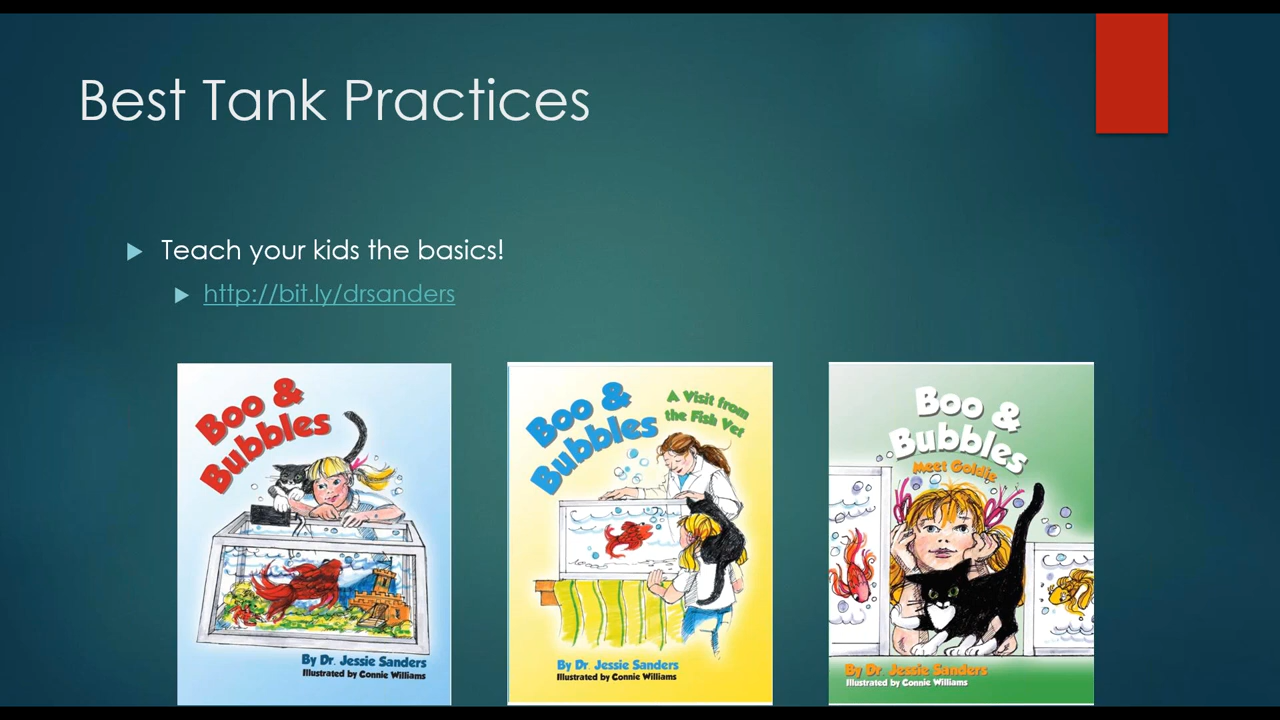 Best Tank Practices
Teach your kids the basics!
http://bit.ly/drsanders
Boo &
Bubbles
By Dr. Jessie Sanders
Illustrated by Connie Williams
Boo &
Bubbles
A Visit from
the Fish Vet
By Dr. Jessie Sanders
Illustrated by Connie Williams
Boo &
Bubbles
Meet Goldie
By Dr. Jessie Sanders
Illustrated by Connie Williams